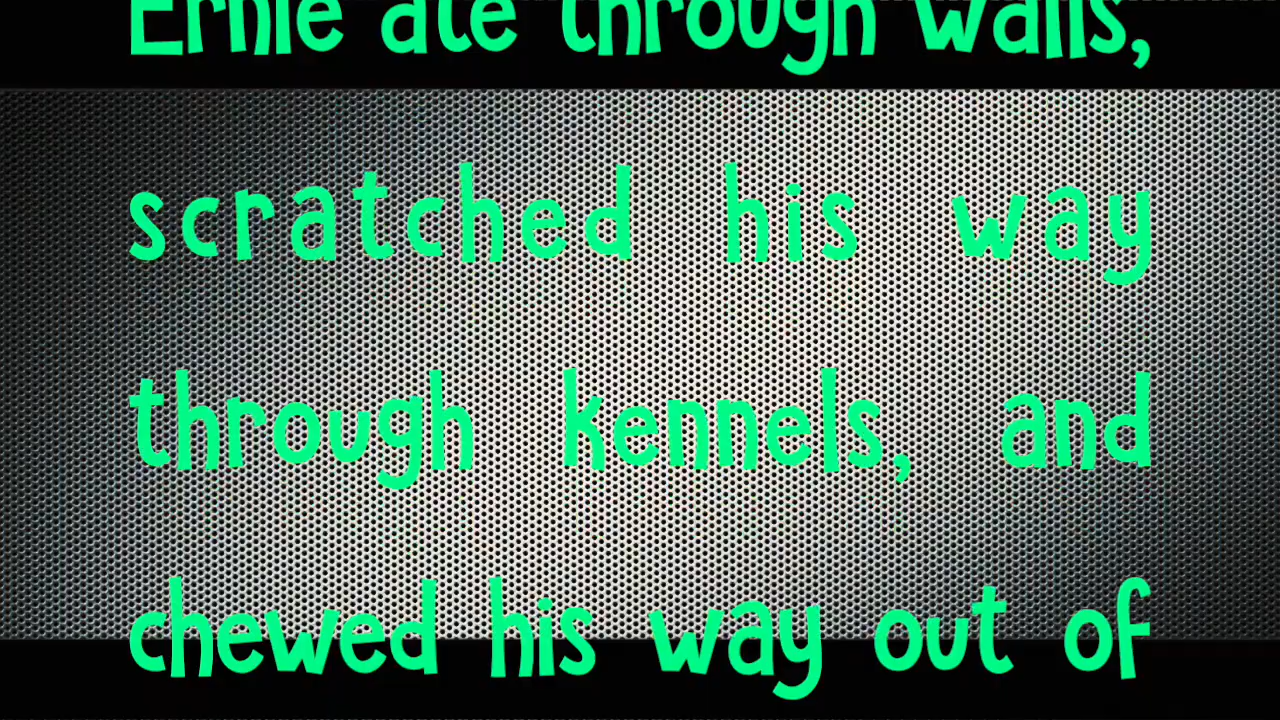 Ernie ate through walls,
scratched his way
through kennels, and
chewed his way out of